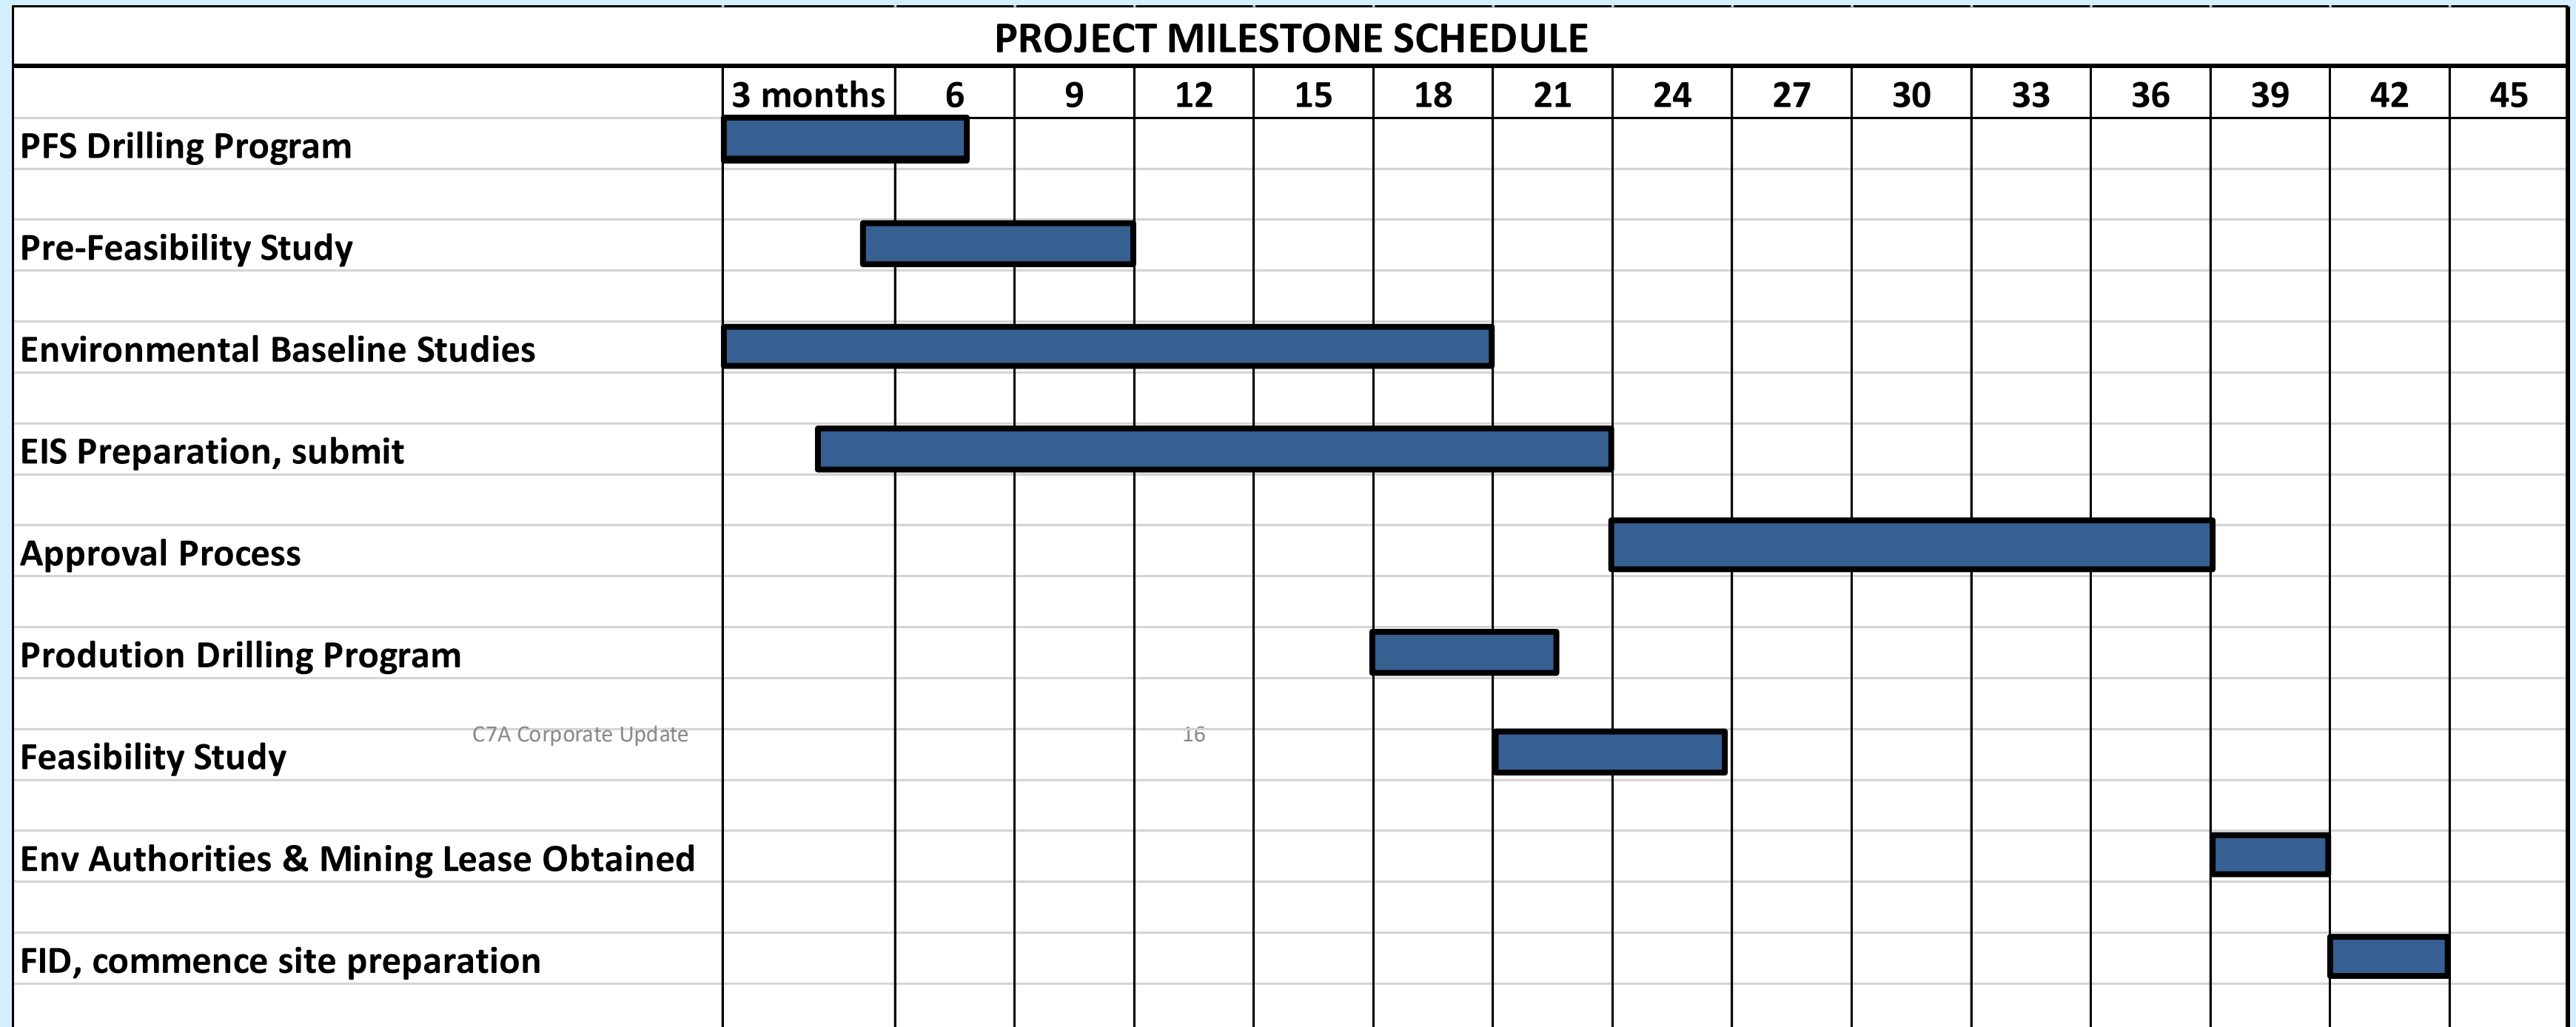 PROJECT MILESTONE SCHEDULE
3 months 6 9 12 15 18 21 24 27 30 33 36 39 42 45
PFS Drilling Program
Pre-Feasibility Study
Environmental Baseline Studies
EIS Preparation, submit
Approval Process
Prodution Drilling Program
C7A Corporate Update 16
Feasibility Study
Env Authorities & Mining Lease Obtained
FID, commence site preparation